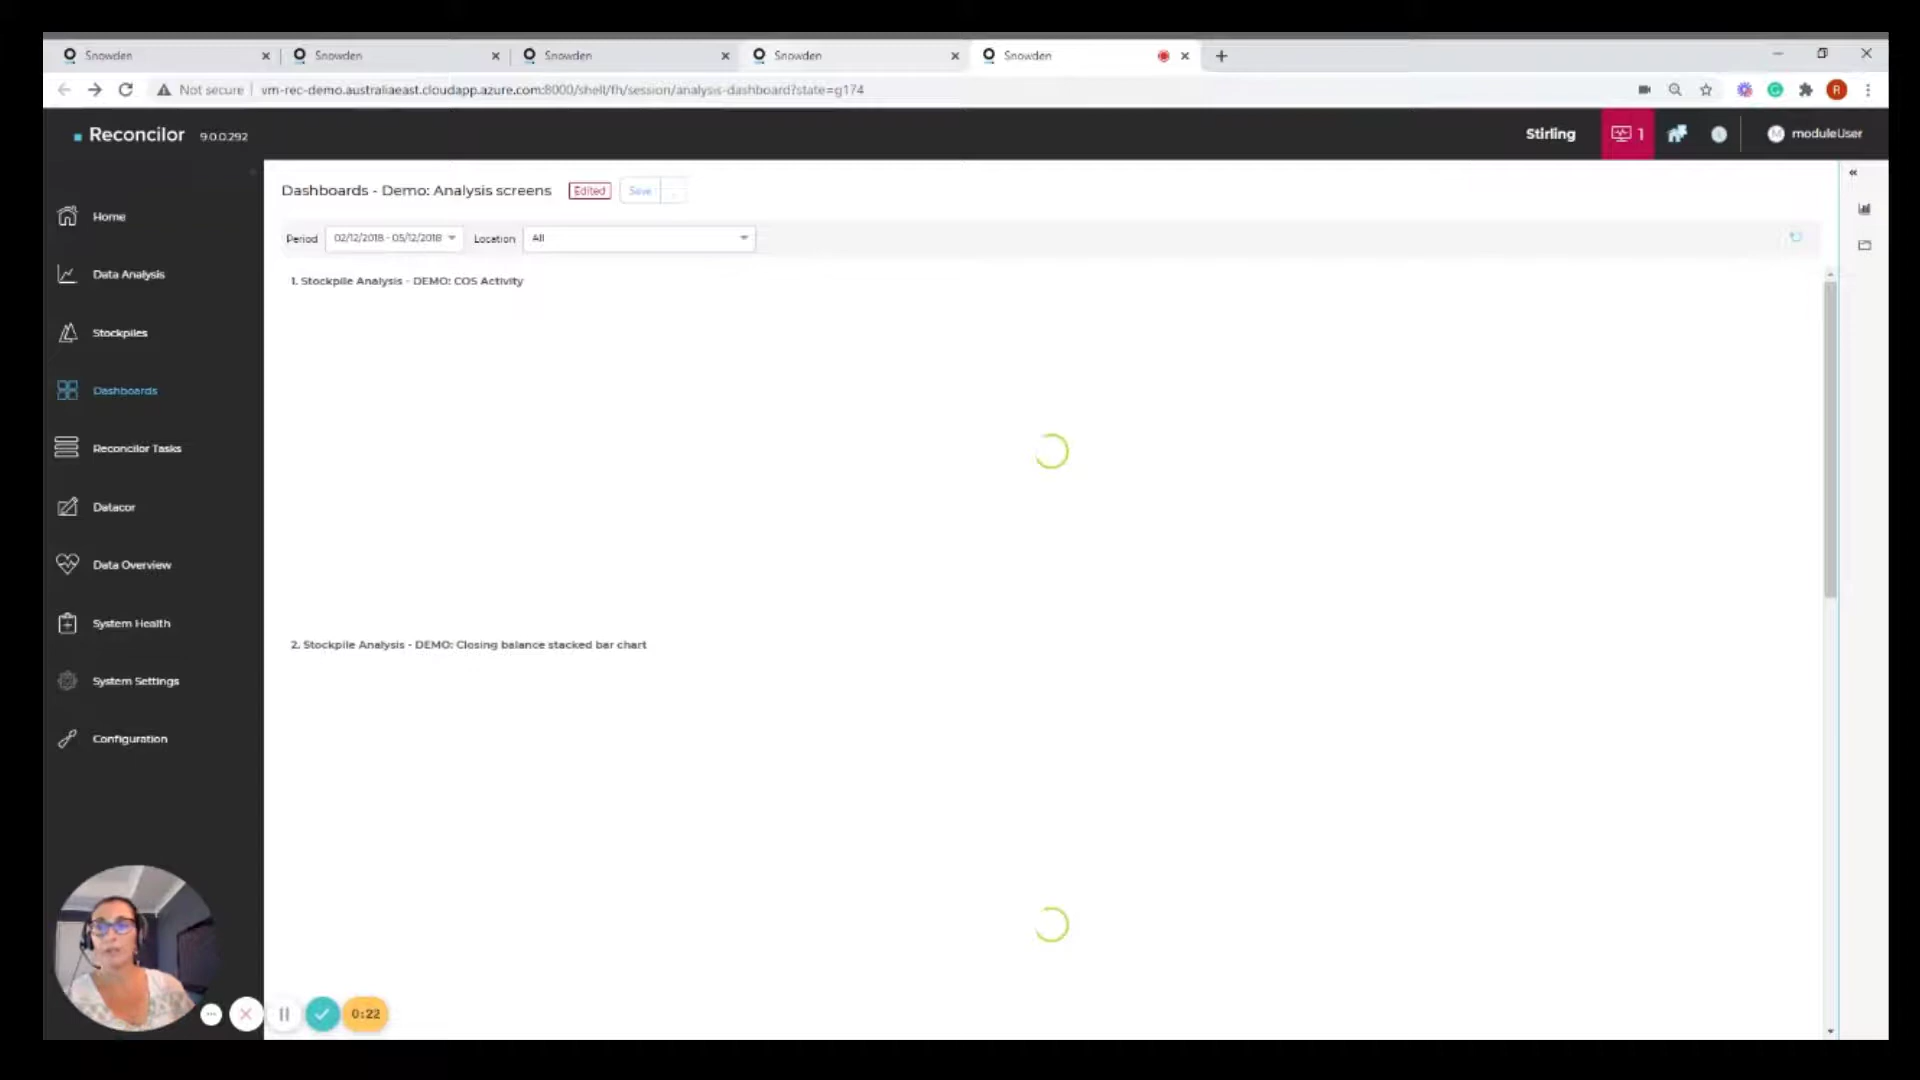 Snowden
Snowden
Snowden
Snowden
Snowden
Not secure
vm-rec-demo.australiaeast.cloudapp.azure.com:8000/shell/fh/session/analysis-dashboard?state=g174
R
Reconcilor 9.0.0.292
Stirling
1
moduleUser
Dashboards - Demo: Analysis screens
Edited
Save
Home
Data Analysis
Stockpiles
Dashboards
Reconcilor Tasks
Datacor
Data Overview
System Health
System Settings
Configuration
Period
02/12/2018 - 05/12/2018
Location
All
1. Stockpile Analysis - DEMO: COS Activity
2. Stockpile Analysis - DEMO: Closing balance stacked bar chart
0:22